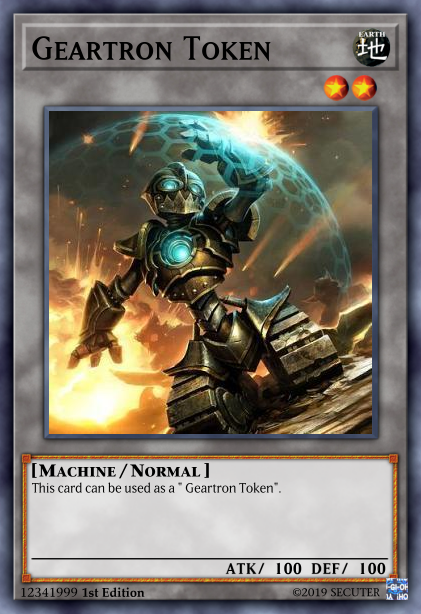 Geartron Token
EARTH
地
[Machine/Normal]
This card can be used as a " Geartron Token".
ATK/ 100 DEF/ 100
12341999 1st Edition
©2019 SECUTER